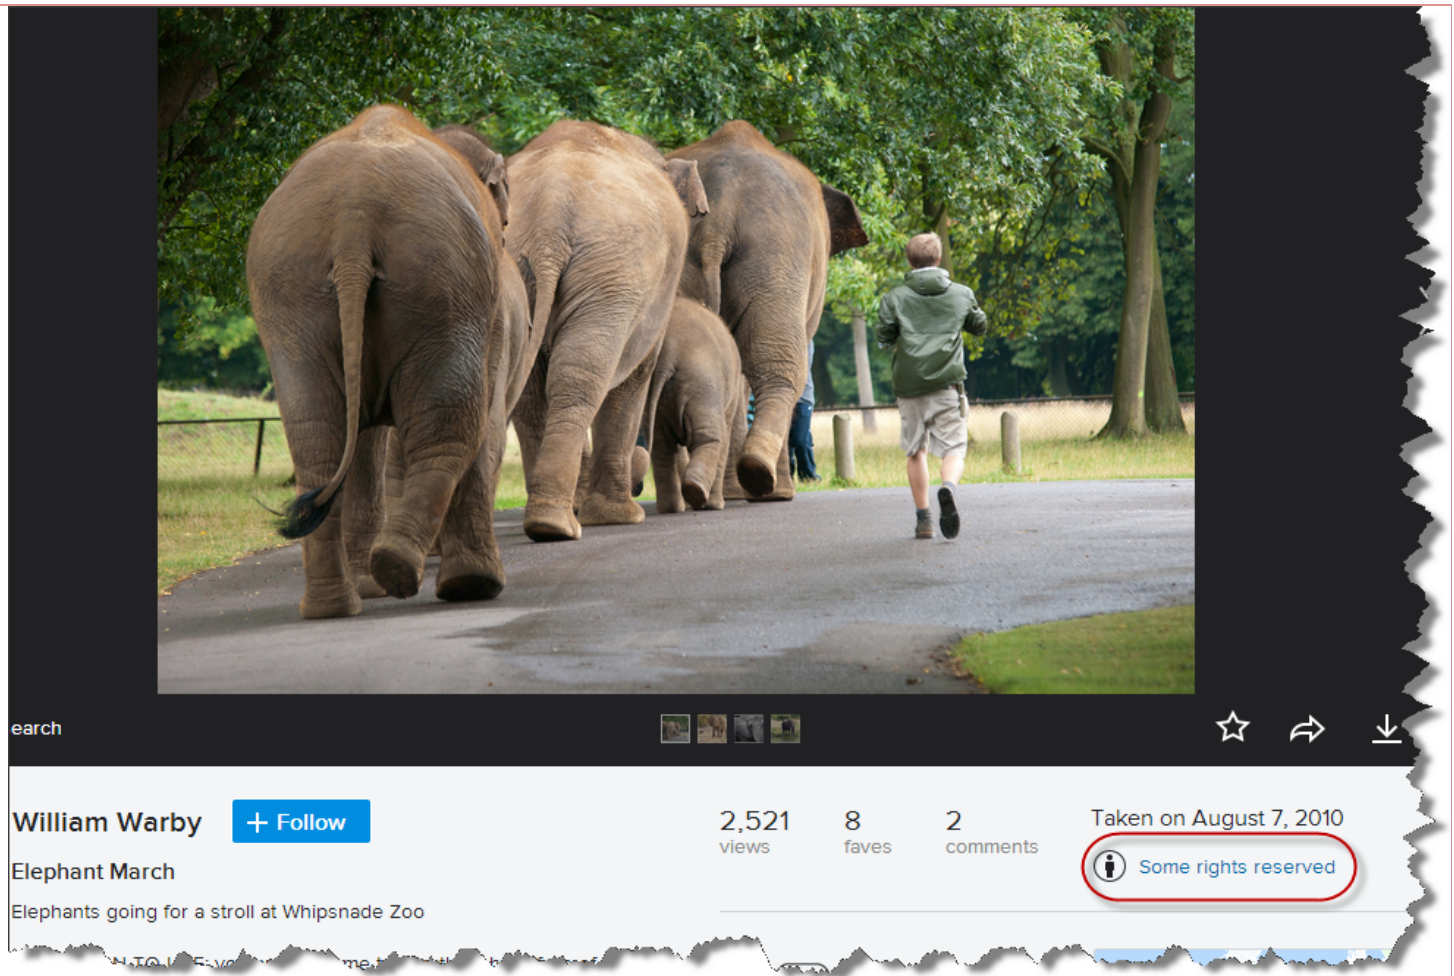 earch
William Warby
+ Follow
2,521
views
8
faves
2
comments
Taken on August 7, 2010
Some rights reserved
Elephant March
Elephants going for a stroll at Whipsnade Zoo